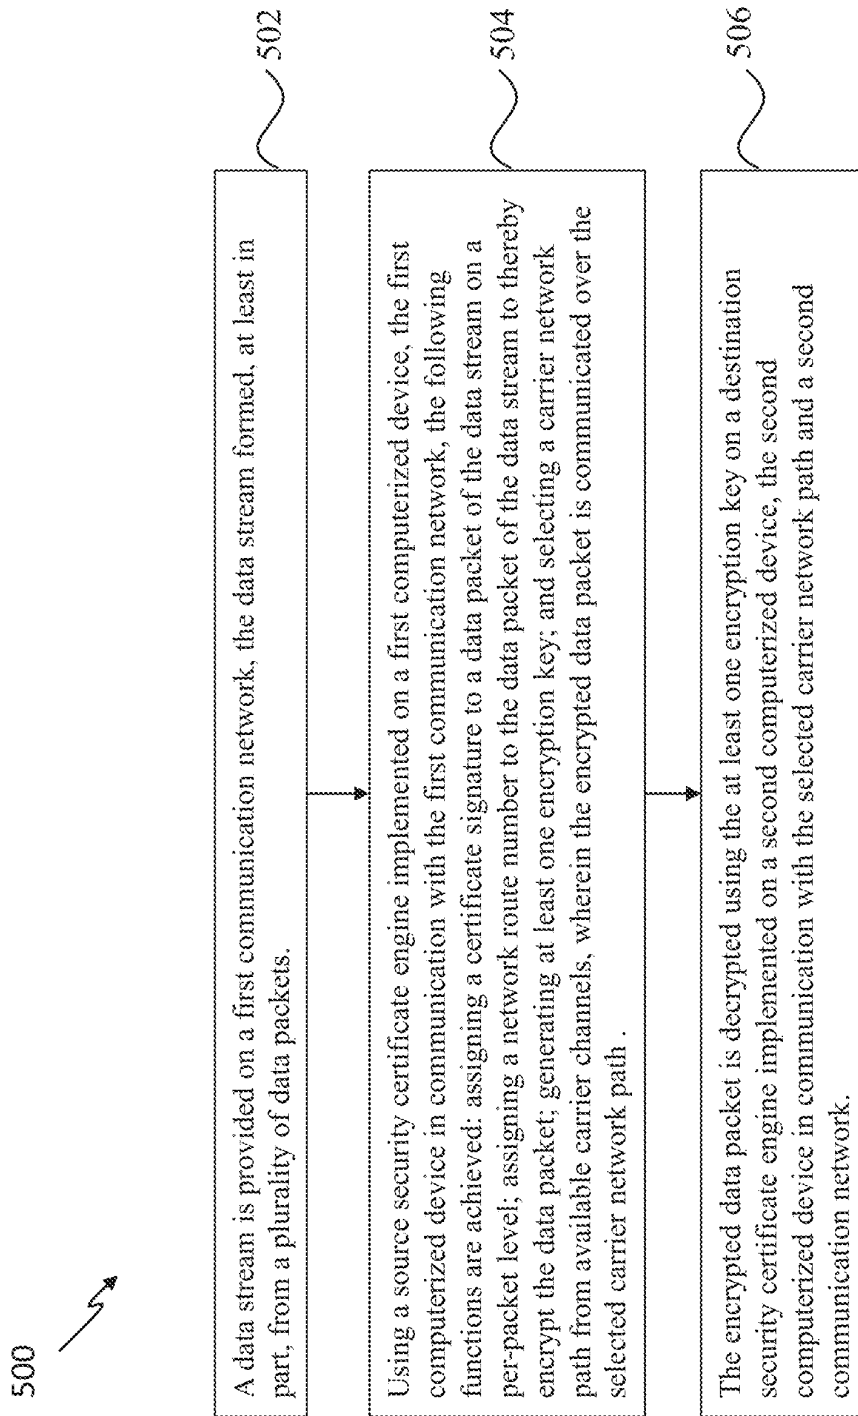 500
A data stream is provided on a first communication network, the data stream formed, at least in
part, from a plurality of data packets.
502
Using a source security certificate engine implemented on a first computerized device, the first
computerized device in communication with the first communication network, the following
functions are achieved: assigning a certificate signature to a data packet of the data stream on a
per-packet level; assigning a network route number to the data packet of the data stream to thereby
encrypt the data packet; generating at least one encryption key; and selecting a carrier network
path from available carrier channels, wherein the encrypted data packet is communicated over the
selected carrier network path .
504
The encrypted data packet is decrypted using the at least one encryption key on a destination
security certificate engine implemented on a second computerized device, the second
computerized device in communication with the selected carrier network path and a second
communication network.
506